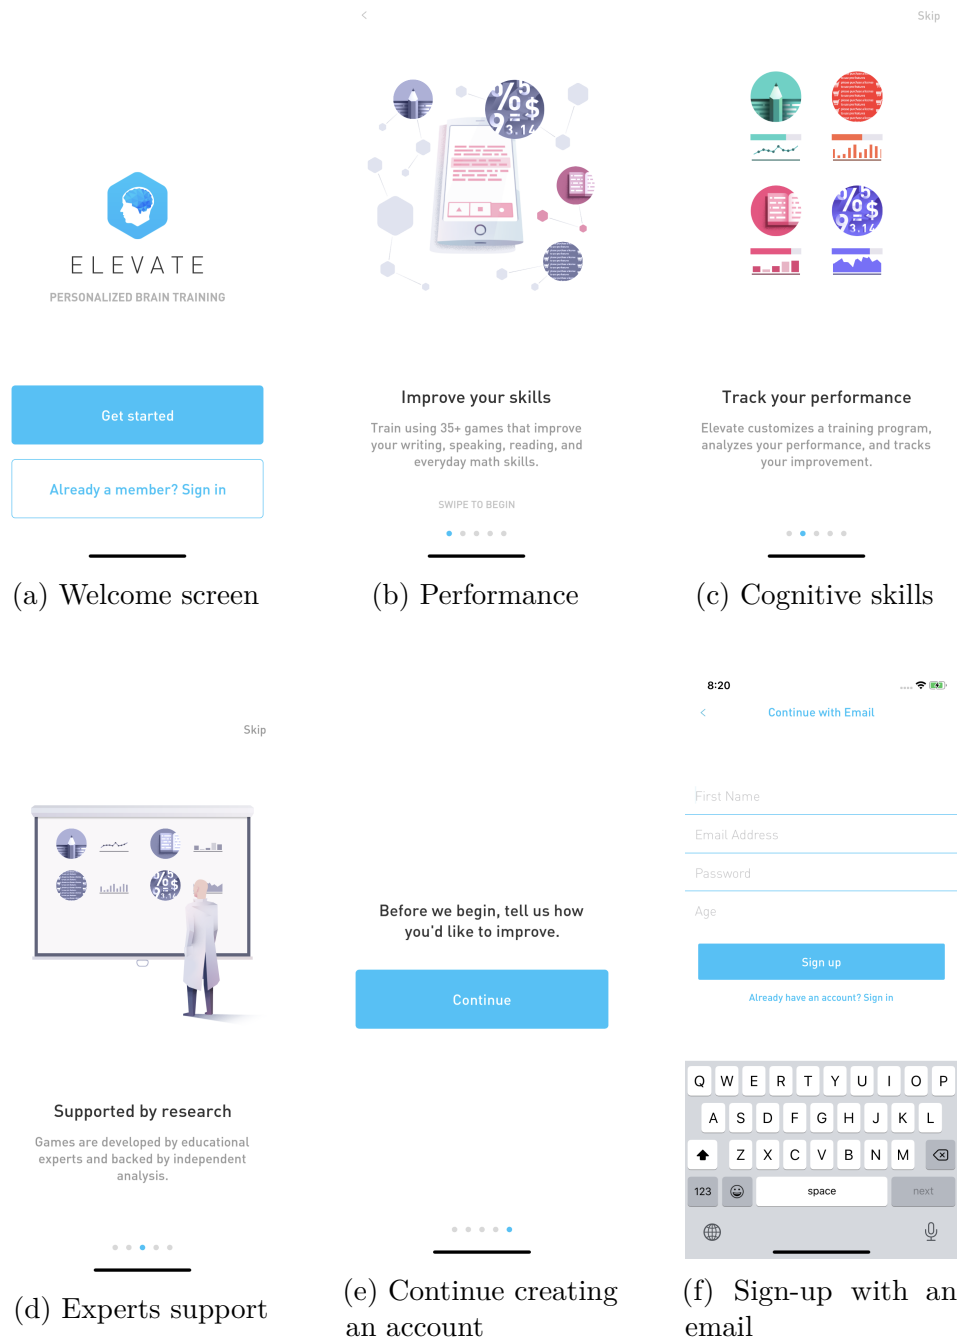 ELEVATE
PERSONALIZED BRAIN TRAINING
Get started
Already a member? Sign in
(a) Welcome screen
Skip
%
$
9
3.14
Improve your skills
Train using 35+ games that improve
your writing, speaking, reading, and
everyday math skills.
SWIPE TO BEGIN
(b) Performance
Track your performance
Elevate customizes a training program,
analyzes your performance, and tracks
your improvement.
(c) Cognitive skills
Skip
Supported by research
Games are developed by educational
experts and backed by independent
analysis.
(d) Experts support
Before we begin, tell us how
you'd like to improve.
Continue
(e) Continue creating
an account
8:20
Continue with Email
First Name
Email Address
Password
Age
Sign up
Already have an account? Sign in
Q W E R T Y U I O P
A S D F G H J K L
Z X C V B N M
123 space next
(f) Sign-up with an
email